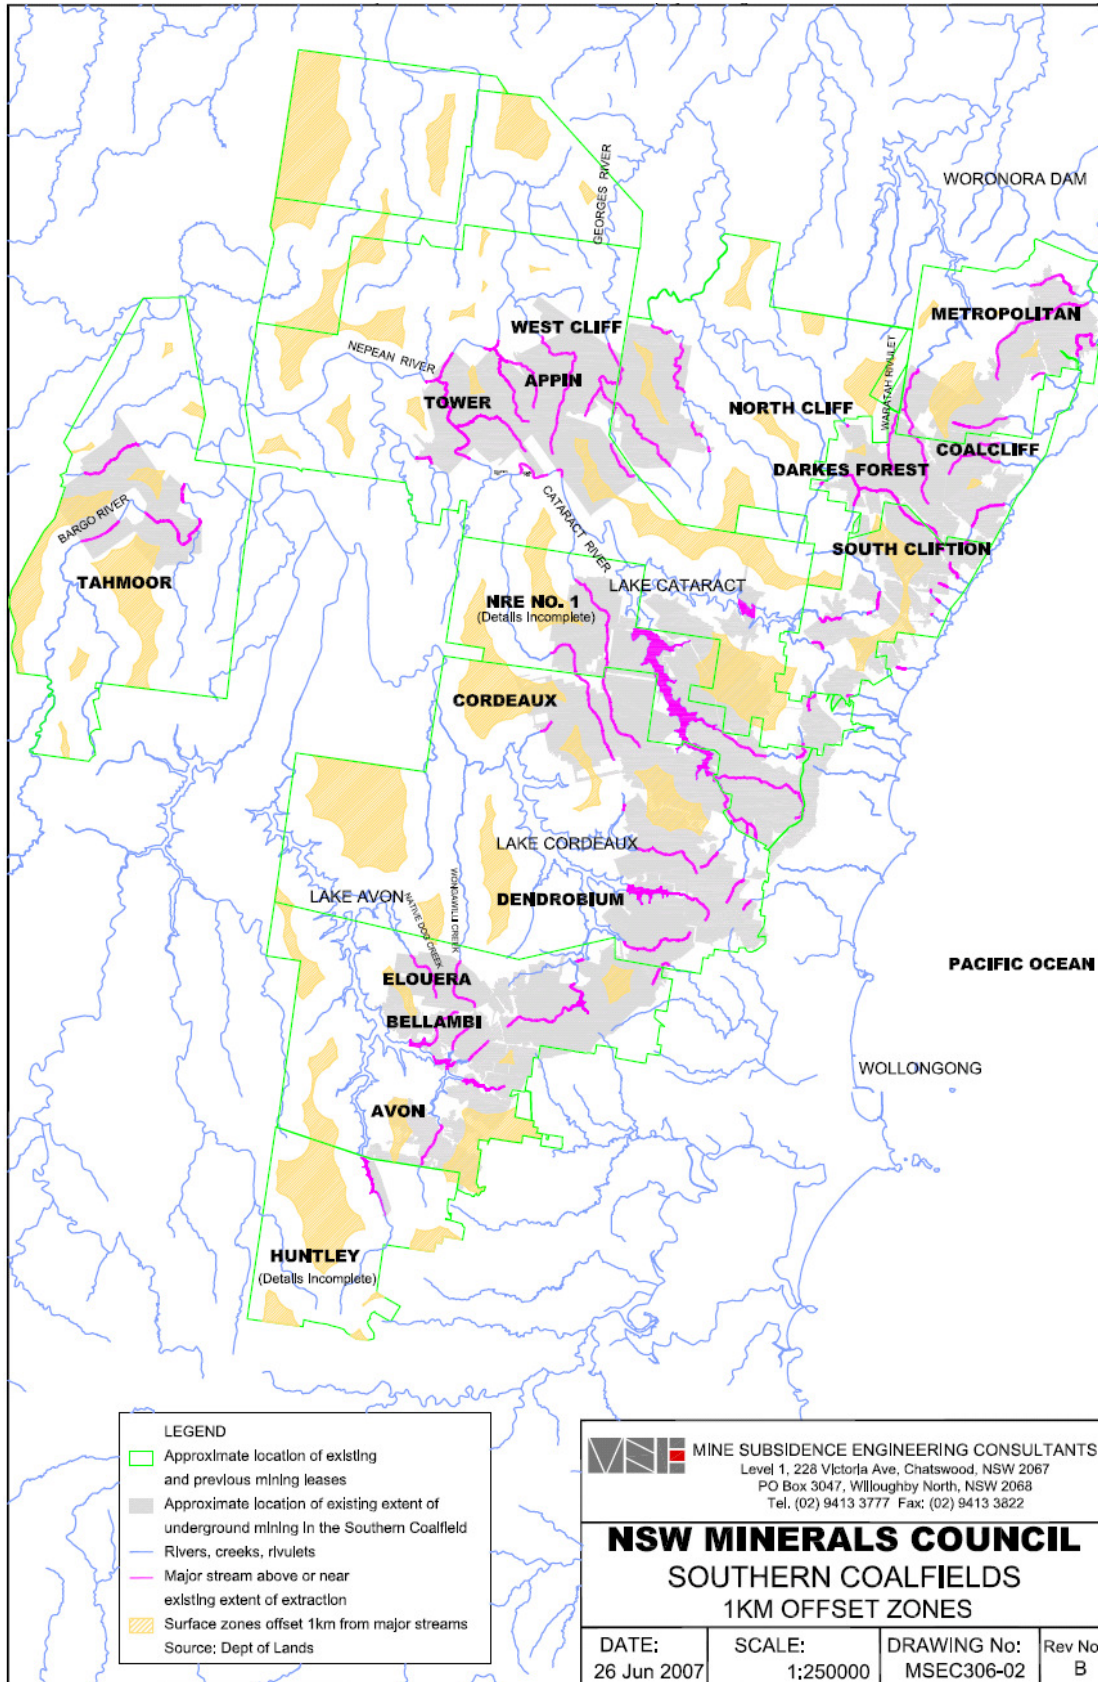 GEORGES RIVER
WORONORA DAM
METROPOLITAN
WEST CLIFF
NEPEAN RIVER
APPIN
WARATAH RIVULET
TOWER
NORTH CLIFF
COALCLIFF
DARKES FOREST
CATARACT RIVER
BARGO RIVER
SOUTH CLIFTION
TAHMOOR
LAKE CATARACT
NRE NO. 1
(Details Incomplete)
CORDEAUX
LAKE CORDEAUX
LAKE AVON
NATIVE DOG CREEK
WONGAWILLI CREEK
DENDROBIUM
PACIFIC OCEAN
ELOUERA
BELLAMBI
WOLLONGONG
AVON
HUNTLEY
(Details Incomplete)
LEGEND
Approximate location of existing
and previous mining leases
Approximate location of existing extent of
underground mining in the Southern Coalfield
Rivers, creeks, rivulets
Major stream above or near
existing extent of extraction
Surface zones offset 1km from major streams
Source: Dept of Lands
MINE SUBSIDENCE ENGINEERING CONSULTANTS
Level 1, 228 Victoria Ave, Chatswood, NSW 2067
PO Box 3047, Willoughby North, NSW 2068
Tel. (02) 9413 3777 Fax: (02) 9413 3822
NSW MINERALS COUNCIL
SOUTHERN COALFIELDS
1KM OFFSET ZONES
DATE:
26 Jun 2007
SCALE:
1:250000
DRAWING No:
MSEC306-02
Rev No
B